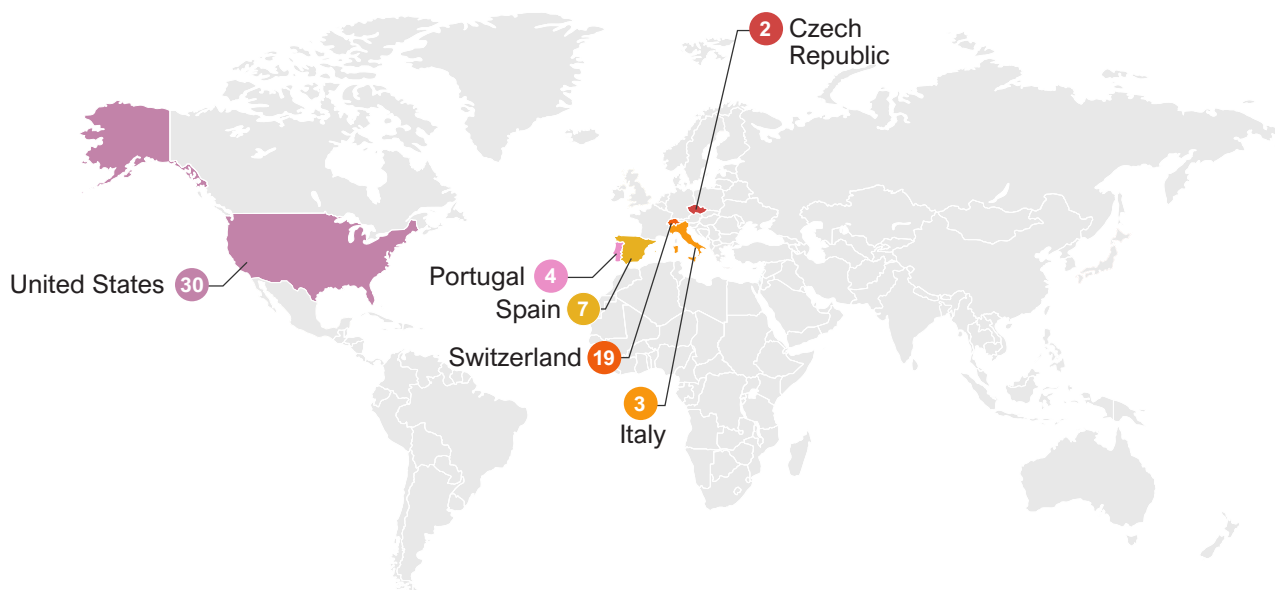 2 Czech
Republic
United States 30
Portugal 4
Spain 7
Switzerland 19
3
Italy